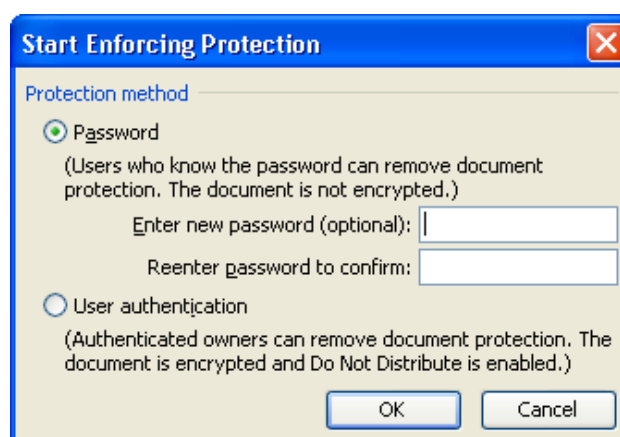 Start Enforcing Protection
Protection method
Password
(Users who know the password can remove document
protection. The document is not encrypted.)
Enter new password (optional):
Reenter password to confirm:
User authentication
(Authenticated owners can remove document protection. The
document is encrypted and Do Not Distribute is enabled.)
OK Cancel